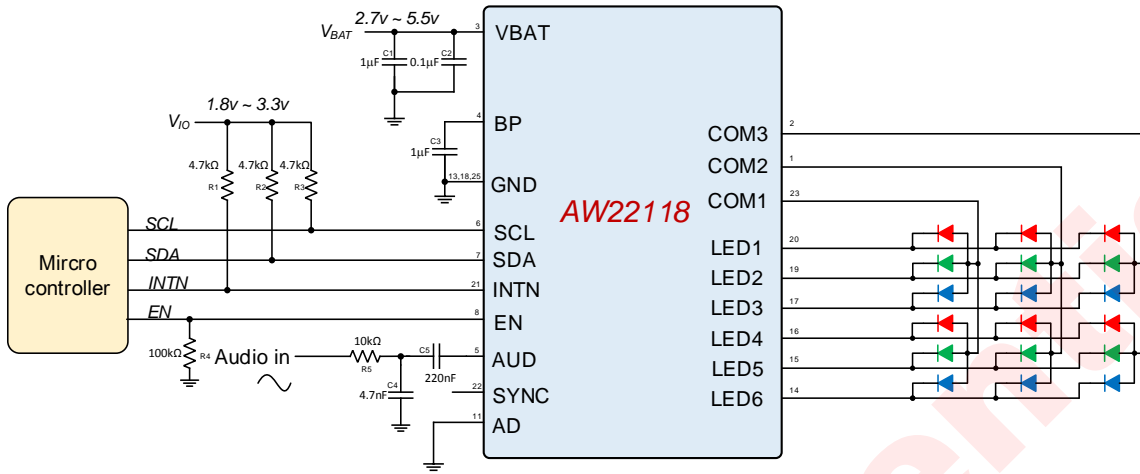 2.7v ~ 5.5v
VBAT
3
VBAT
C1
1μF
C2
0.1μF
1.8v ~ 3.3v
VIO
4
BP
C3
1μF
13,18,25
GND
4.7kΩ
R1
4.7kΩ
R2
4.7kΩ
R3
AW22118
COM3
2
COM2
1
COM1
23
Mircro
controller
SCL
6
SCL
SDA
7
SDA
INTN
21
INTN
EN
8
EN
LED1
20
LED2
19
LED3
17
LED4
16
LED5
15
LED6
14
100kΩ
R4
Audio in
10kΩ
R5
C5
220nF
5
AUD
C4
4.7nF
22
SYNC
11
AD